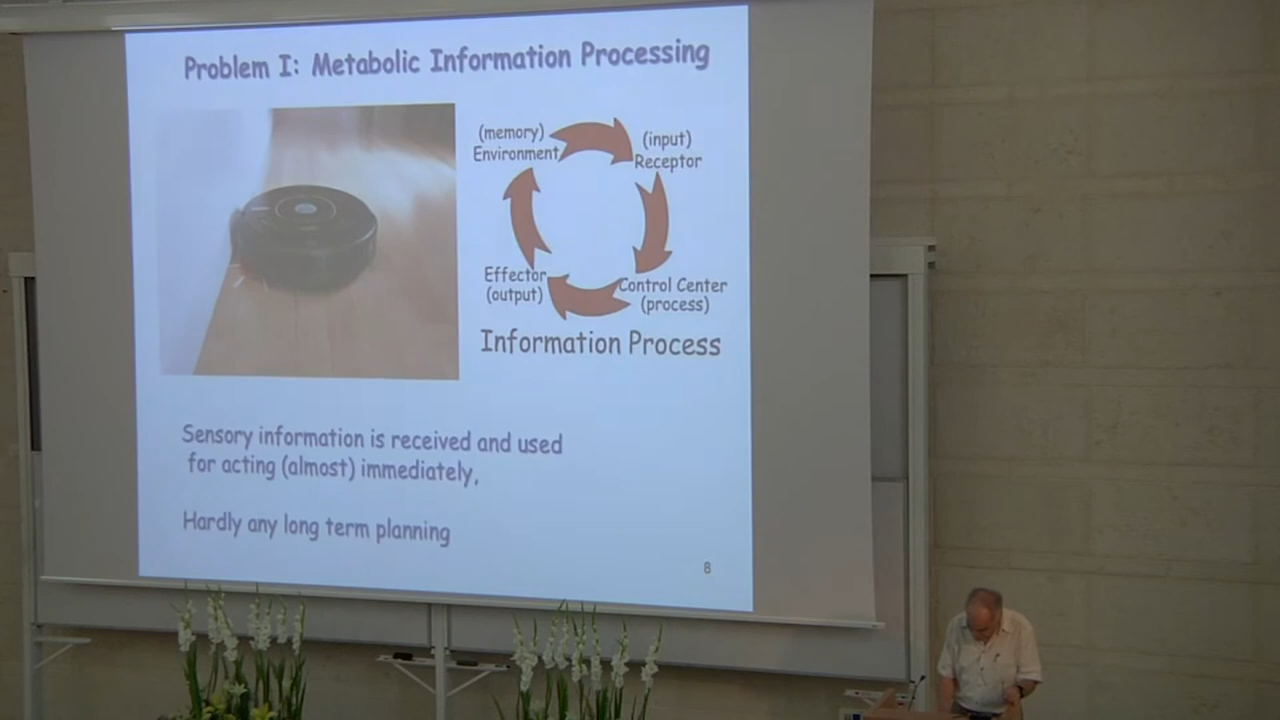 Problem I: Metabolic Information Processing
(memory)
Environment
(input)
Receptor
Effector
(output)
Control Center
(process)
Information Process
Sensory information is received and used
for acting (almost) immediately,
Hardly any long term planning
8